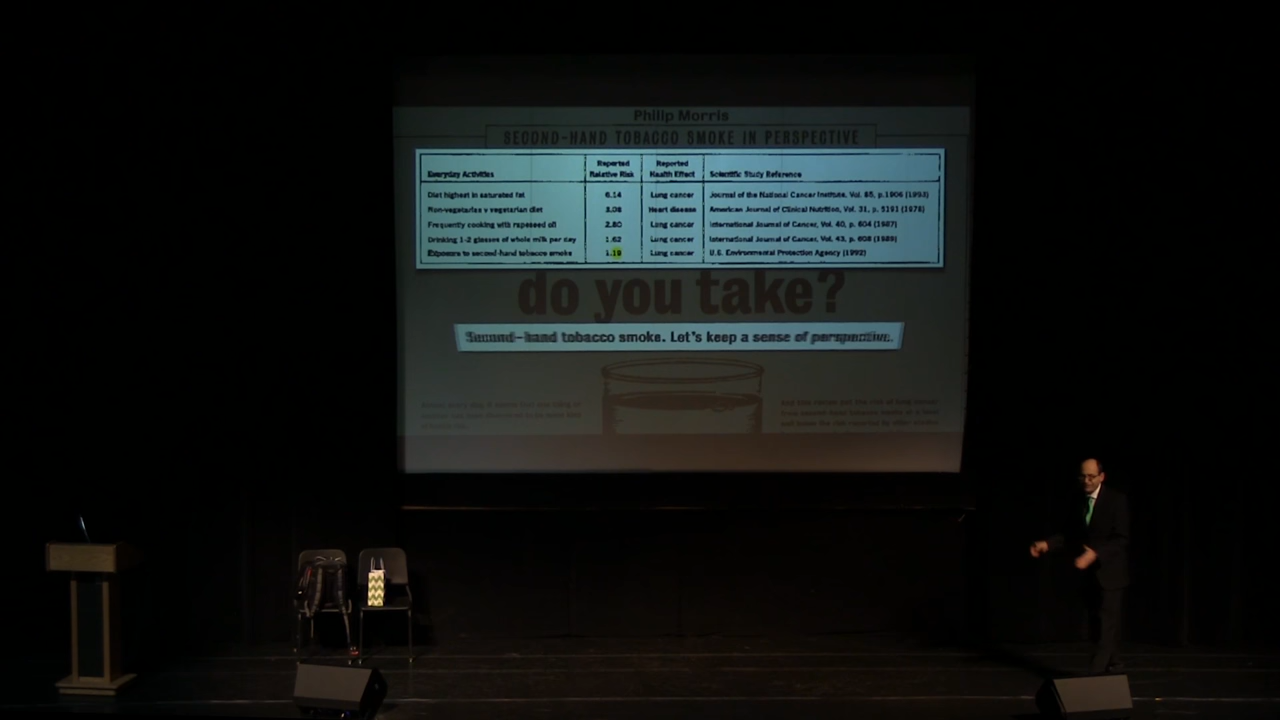 Philip Morris
SECOND-HAND TOBACCO SMOKE IN PERSPECTIVE
Everyday Activities Reported Relative Risk Reported Health Effect Scientific Study Reference
Diet highest in saturated fat 6.14 Lung cancer Journal of the National Cancer Institute, Vol. 85, p.1906 (1993)
Non-vegetarian v vegetarian diet 3.08 Heart disease American Journal of Clinical Nutrition, Vol. 31, p. S191 (1978)
Frequently cooking with rapeseed oil 2.80 Lung cancer International Journal of Cancer, Vol. 40, p. 604 (1987)
Drinking 1-2 glasses of whole milk per day 1.62 Lung cancer International Journal of Cancer, Vol. 43, p. 608 (1989)
Exposure to second-hand tobacco smoke 1.19 Lung cancer U.S. Environmental Protection Agency (1992)
do you take?
Second-hand tobacco smoke. Let's keep a sense of perspective.